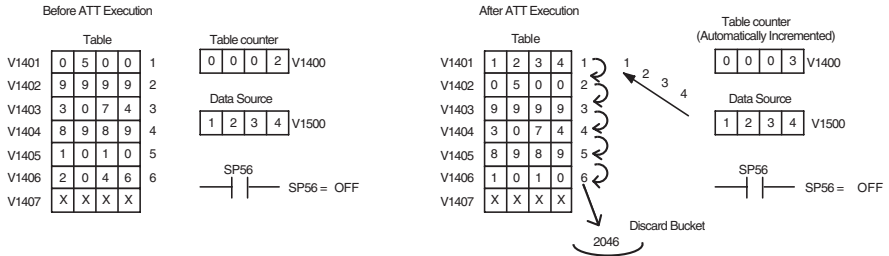 Before ATT Execution
Table
V1401 0 5 0 0 1
V1402 9 9 9 9 2
V1403 3 0 7 4 3
V1404 8 9 8 9 4
V1405 1 0 1 0 5
V1406 2 0 4 6 6
V1407 X X X X
Table counter
0 0 0 2 V1400
Data Source
1 2 3 4 V1500
SP56
SP56 = OFF
After ATT Execution
Table
V1401 1 2 3 4 1
V1402 0 5 0 0 2
V1403 9 9 9 9 3
V1404 3 0 7 4 4
V1405 8 9 8 9 5
V1406 1 0 1 0 6
V1407 X X X X
1
2
3
4
Discard Bucket
2046
Table counter
(Automatically Incremented)
0 0 0 3 V1400
Data Source
1 2 3 4 V1500
SP56
SP56 = OFF